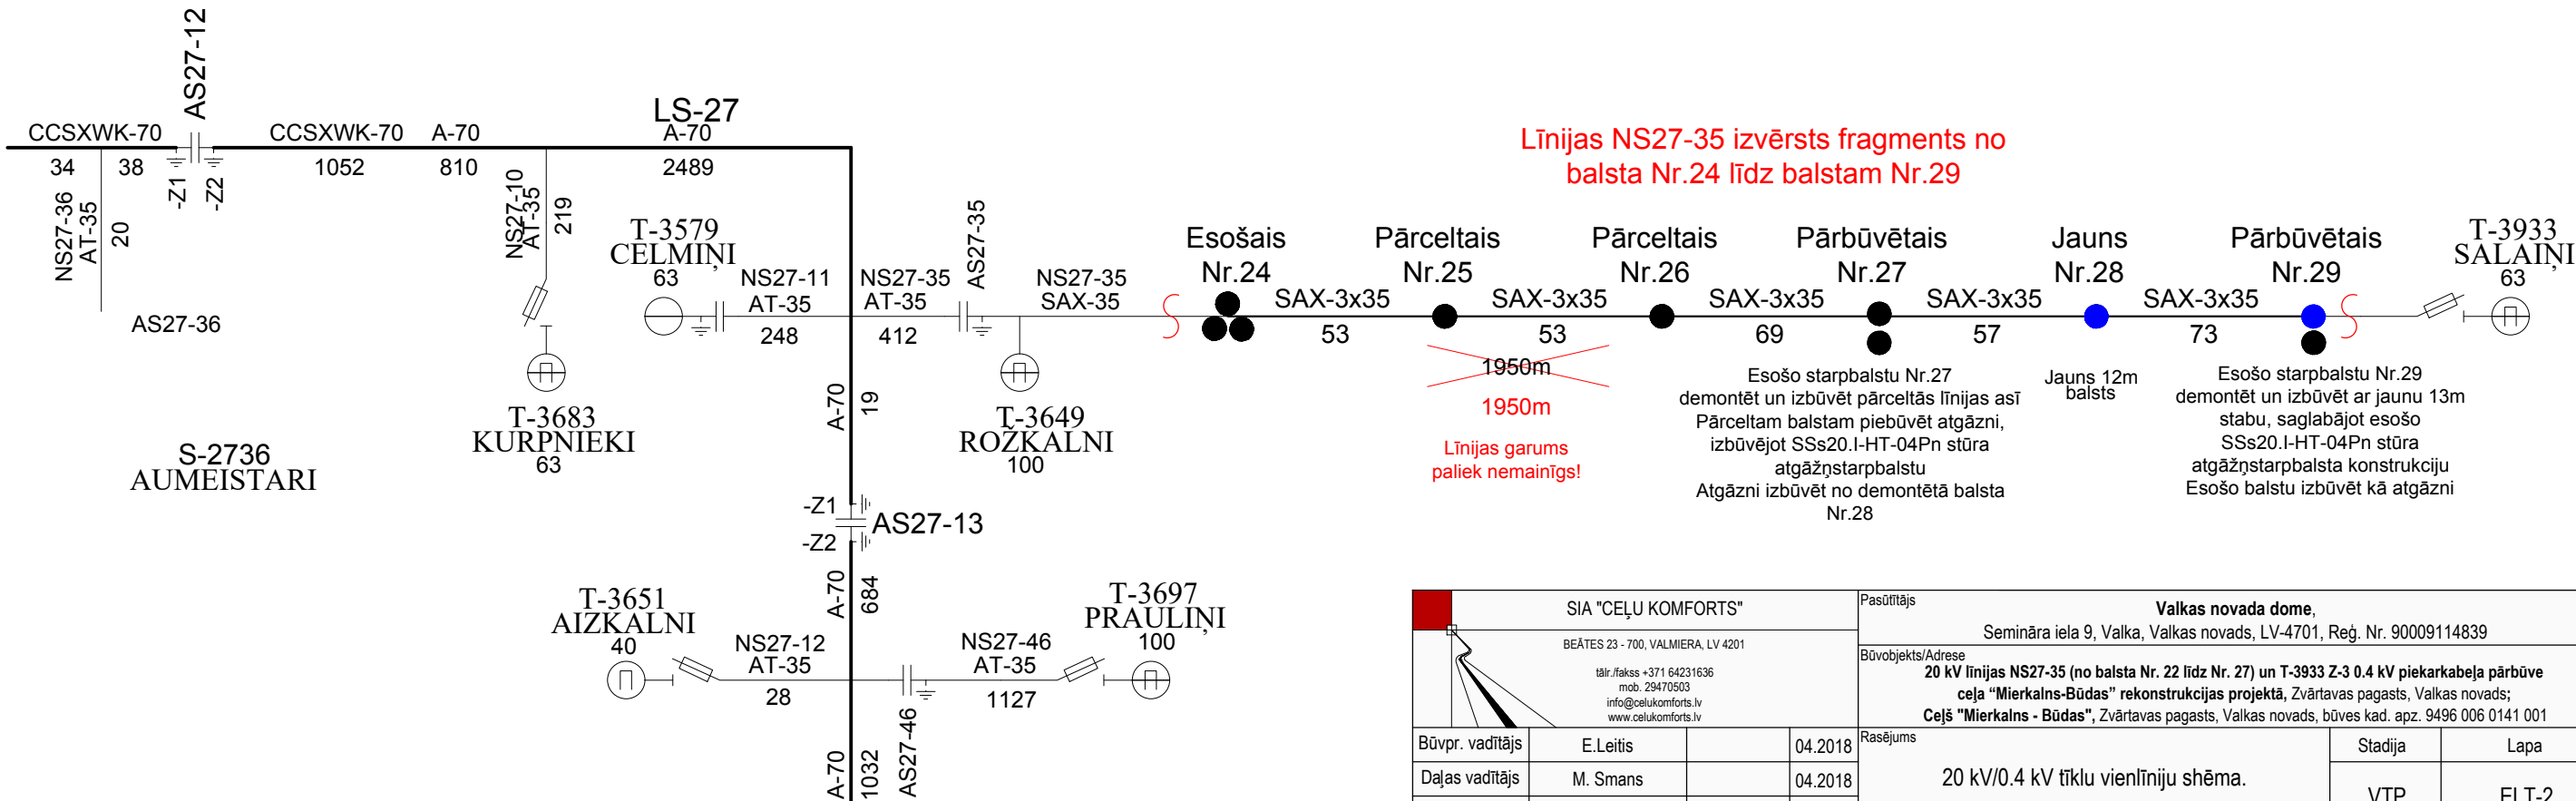 AS27-12
LS-27
CCSXWK-70
CCSXWK-70
A-70
A-70
34
38
1052
810
2489
-Z1
-Z2
NS27-36
AT-35
20
AS27-36
NS27-10
AT-35
219
T-3683
KURPNIEKI
63
S-2736
AUMEISTARI
T-3579
CELMIŅI
63
NS27-11
AT-35
248
NS27-35
AT-35
412
AS27-35
NS27-35
SAX-35
T-3649
ROŽKALNI
100
A-70
19
-Z1
-Z2
AS27-13
A-70
684
T-3651
AIZKALNI
40
NS27-12
AT-35
28
NS27-46
AT-35
1127
T-3697
PRAULIŅI
100
AS27-46
A-70
1032
Līnijas NS27-35 izvērsts fragments no
balsta Nr.24 līdz balstam Nr.29
Esošais
Nr.24
Pārceltais
Nr.25
Pārceltais
Nr.26
Pārbūvētais
Nr.27
Jauns
Nr.28
Pārbūvētais
Nr.29
T-3933
SALAIŅI
63
SAX-3x35
53
SAX-3x35
53
SAX-3x35
69
SAX-3x35
57
SAX-3x35
73
1950m
1950m
Līnijas garums
paliek nemainīgs!
Esošo starpbalstu Nr.27
demontēt un izbūvēt pārceltās līnijas asī
Pārceltam balstam piebūvēt atgāzni,
izbūvējot SSs20.I-HT-04Pn stūra
atgāžņstarpbalstu
Atgāzni izbūvēt no demontētā balsta
Nr.28
Jauns 12m
balsts
Esošo starpbalstu Nr.29
demontēt un izbūvēt ar jaunu 13m
stabu, saglabājot esošo
SSs20.I-HT-04Pn stūra
atgāžņstarpbalsta konstrukciju
Esošo balstu izbūvēt kā atgāzni
SIA "CEĻU KOMFORTS"
BEĀTES 23 - 700, VALMIERA, LV 4201
tālr./fakss +371 64231636
mob. 29470503
info@celukomforts.lv
www.celukomforts.lv
Pasūtītājs
Valkas novada dome,
Semināra iela 9, Valka, Valkas novads, LV-4701, Reģ. Nr. 90009114839
Būvobjekts/Adrese
20 kV līnijas NS27-35 (no balsta Nr. 22 līdz Nr. 27) un T-3933 Z-3 0.4 kV piekarkabeļa pārbūve
ceļa “Mierkalns-Būdas” rekonstrukcijas projektā, Zvārtavas pagasts, Valkas novads;
Ceļš "Mierkalns - Būdas", Zvārtavas pagasts, Valkas novads, būves kad. apz. 9496 006 0141 001
Būvpr. vadītājs
E.Leitis
04.2018
Daļas vadītājs
M. Smans
04.2018
Rasējums
20 kV/0.4 kV tīklu vienlīniju shēma.
Stadija
Lapa
VTP
ELT-2